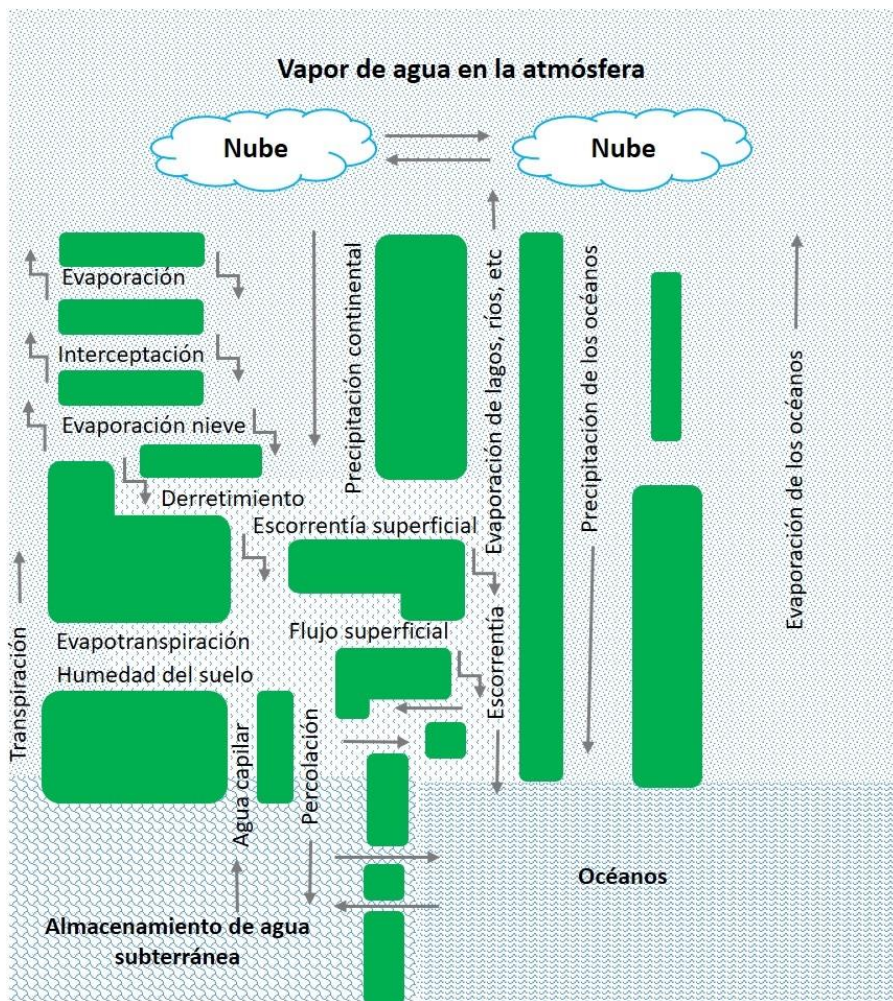 Vapor de agua en la atmósfera
Nube
Nube
Evaporación
Interceptación
Evaporación nieve
Derretimiento
Escorrentía superficial
Precipitación continental
Evaporación de lagos, ríos, etc
Precipitación de los océanos
Evaporación de los océanos
Transpiración
Evapotranspiración
Flujo superficial
Humedad del suelo
Escorrentía
Agua capilar
Percolación
Océanos
Almacenamiento de agua
subterránea